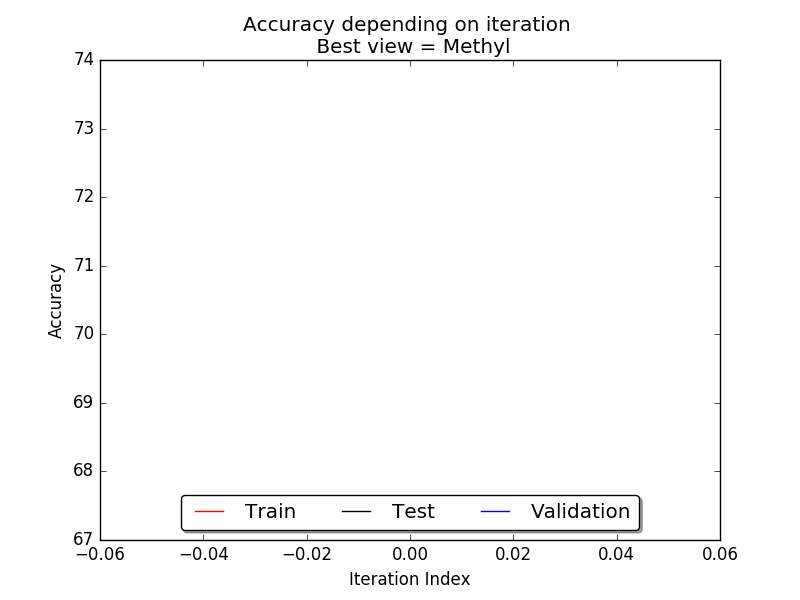 Accuracy depending on iteration
Best view = Methyl
74
73
72
71
70
69
68
67
Accuracy
Train Test Validation
−0.06 −0.04 −0.02 0.00 0.02 0.04 0.06
Iteration Index